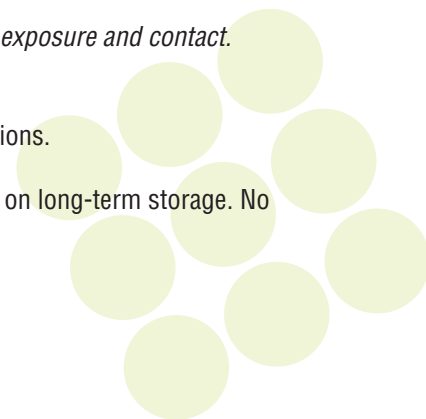 exposure and contact.
ions.
on long-term storage. No